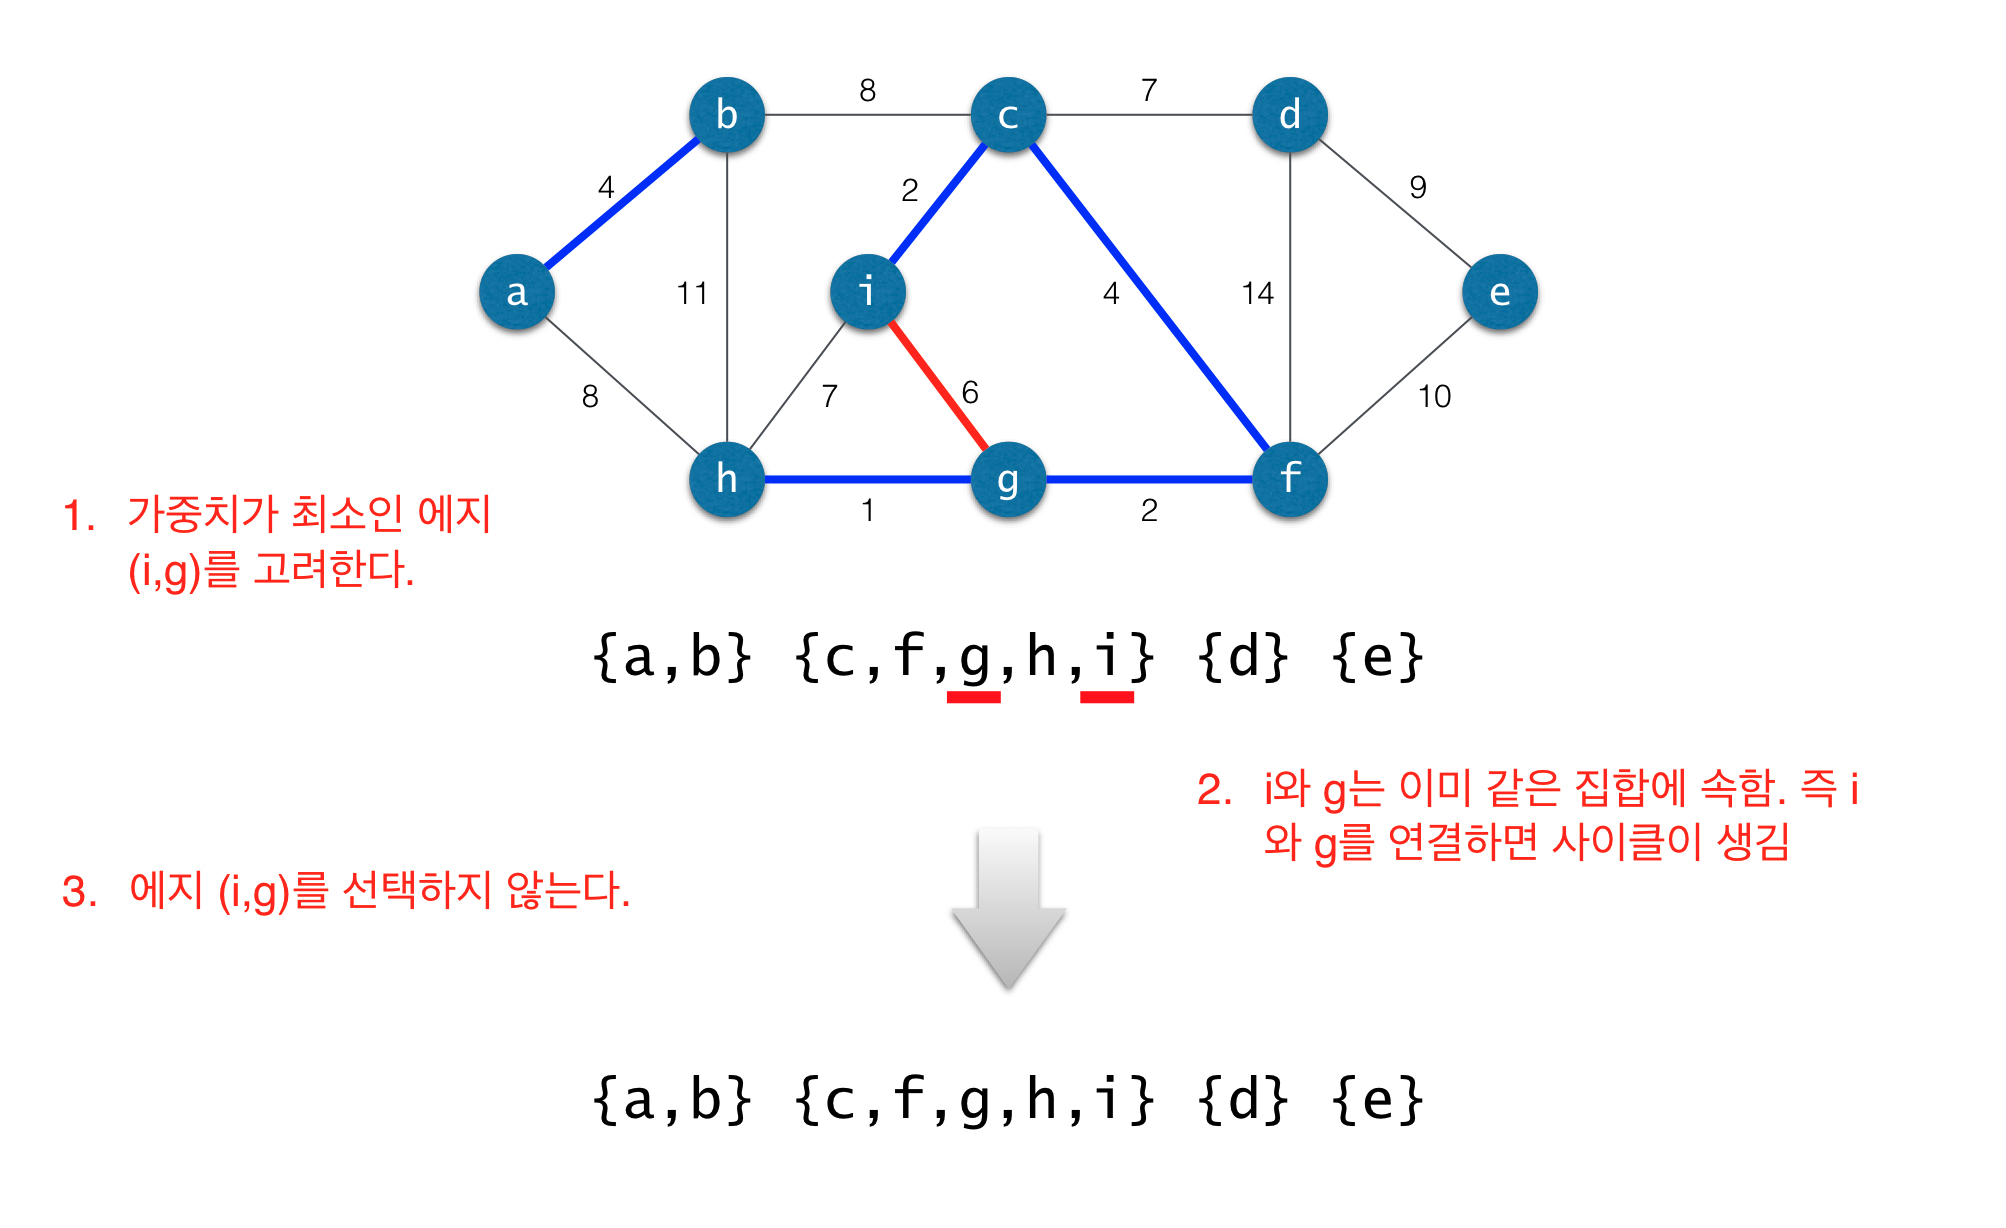 8
7
b
c
d
4
2
9
a
11
i
4
14
e
8
7
6
10
h
g
f
1
2
1. 가중치가 최소인 에지
(i,g)를 고려한다.
{a,b} {c,f,g,h,i} {d} {e}
2. i와 g는 이미 같은 집합에 속함. 즉 i
와 g를 연결하면 사이클이 생김
3. 에지 (i,g)를 선택하지 않는다.
{a,b} {c,f,g,h,i} {d} {e}